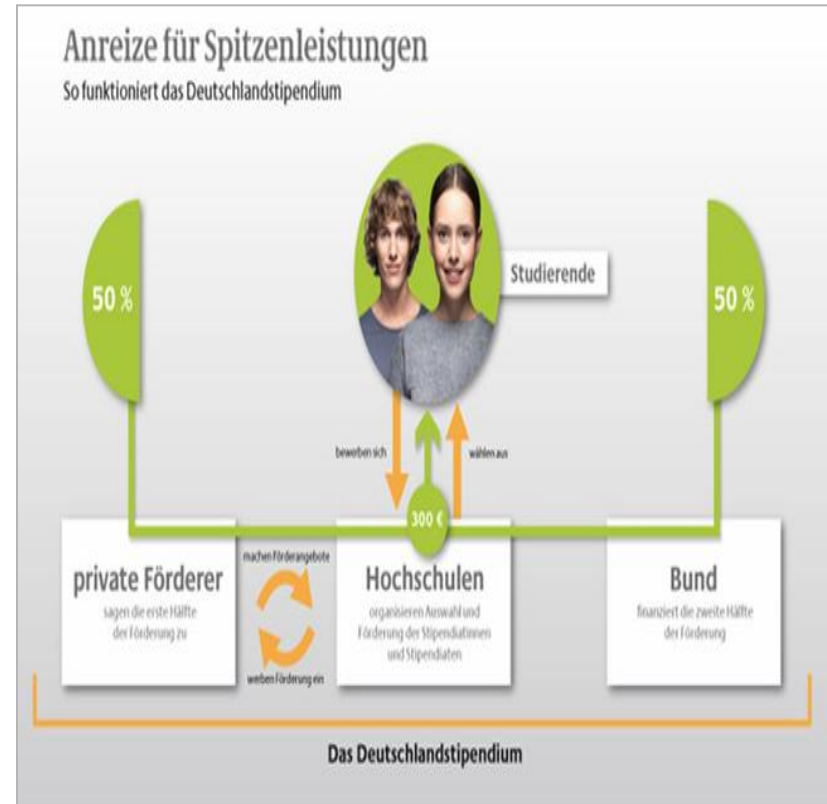 Anreize für Spitzenleistungen
So funktioniert das Deutschlandstipendium
50 %
Studierende
50 %
bewerben sich
wählen aus
300 €
private Förderer
sagen die erste Hälfte
der Förderung zu
machen Förderangebote
werben Förderung ein
Hochschulen
organisieren Auswahl und
Förderung der Stipendiatinnen
und Stipendiaten
Bund
finanziert die zweite Hälfte
der Förderung
Das Deutschlandstipendium